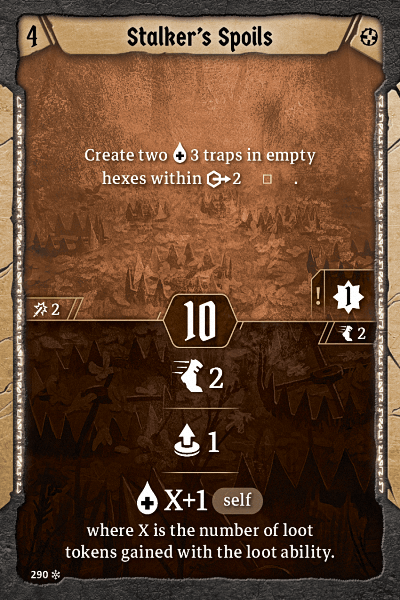 4 Stalker's Spoils
Create two 3 traps in empty
hexes within 2 □ .
! 1
2 10 2
2
1
X+1 self
where X is the number of loot
tokens gained with the loot ability.
290